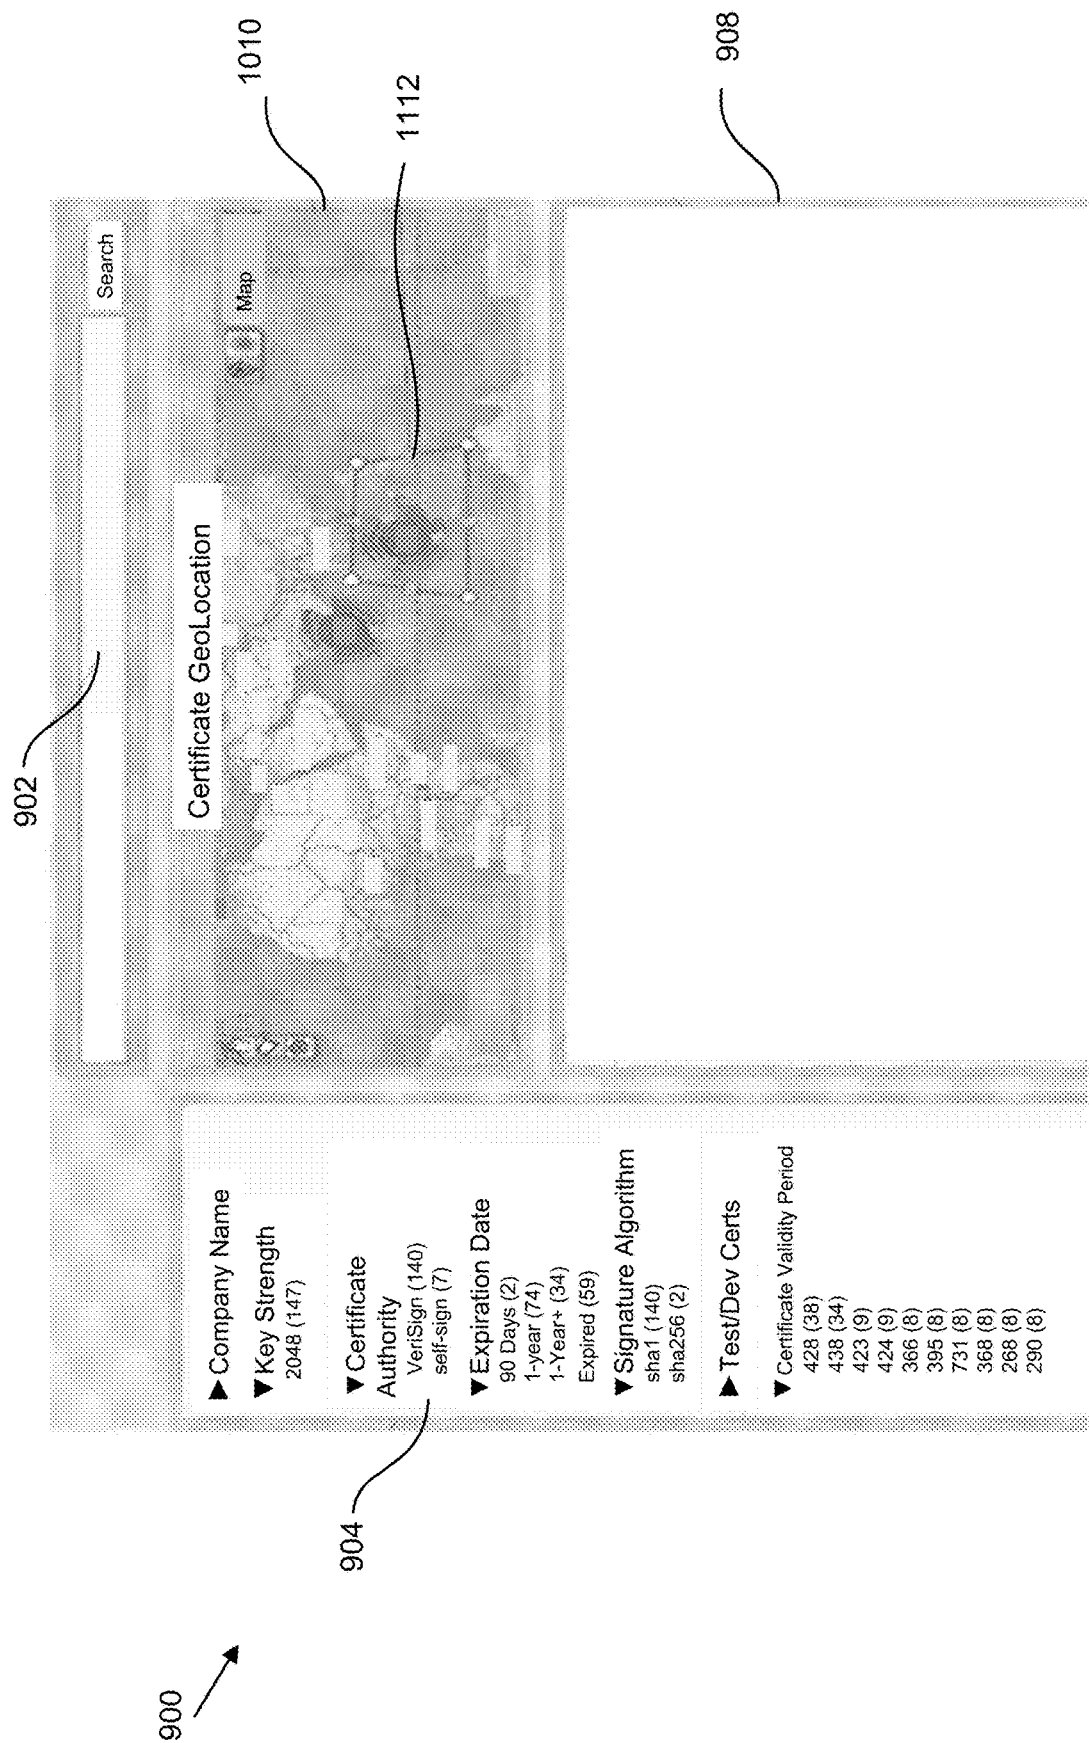 900
902
Search
Certificate GeoLocation
Map
1010
1112
908
904
▶Company Name
▼Key Strength
2048 (147)
▼Certificate
Authority
VeriSign (140)
self-sign (7)
▼Expiration Date
90 Days (2)
1-year (74)
1-Year+ (34)
Expired (59)
▼Signature Algorithm
sha1 (140)
sha256 (2)
▶Test/Dev Certs
▼Certificate Validity Period
428 (38)
438 (34)
423 (9)
424 (9)
366 (8)
395 (8)
731 (8)
368 (8)
268 (8)
290 (8)